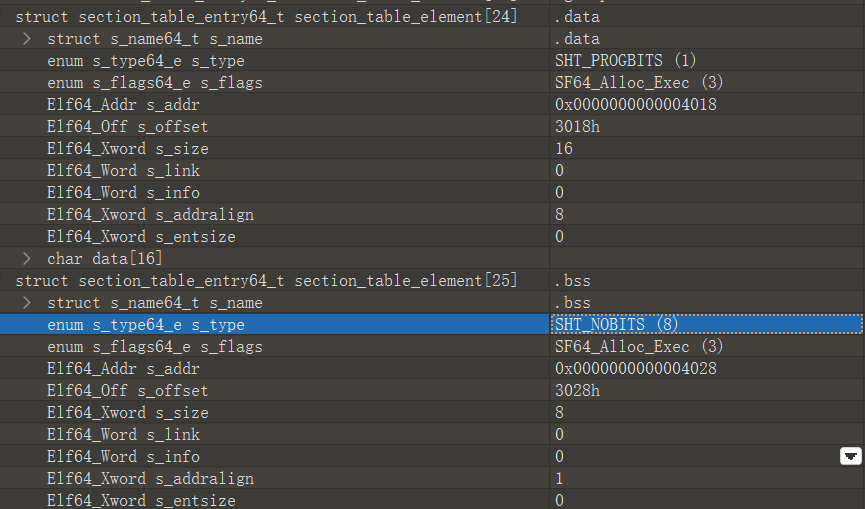 struct section_table_entry64_t section_table_element[24] .data
struct s_name64_t s_name .data
enum s_type64_e s_type SHT_PROGBITS (1)
enum s_flags64_e s_flags SF64_Alloc_Exec (3)
Elf64_Addr s_addr 0x0000000000004018
Elf64_Off s_offset 3018h
Elf64_Xword s_size 16
Elf64_Word s_link 0
Elf64_Word s_info 0
Elf64_Xword s_addralign 8
Elf64_Xword s_entsize 0
char data[16]
struct section_table_entry64_t section_table_element[25] .bss
struct s_name64_t s_name .bss
enum s_type64_e s_type SHT_NOBITS (8)
enum s_flags64_e s_flags SF64_Alloc_Exec (3)
Elf64_Addr s_addr 0x0000000000004028
Elf64_Off s_offset 3028h
Elf64_Xword s_size 8
Elf64_Word s_link 0
Elf64_Word s_info 0
Elf64_Xword s_addralign 1
Elf64_Xword s_entsize 0